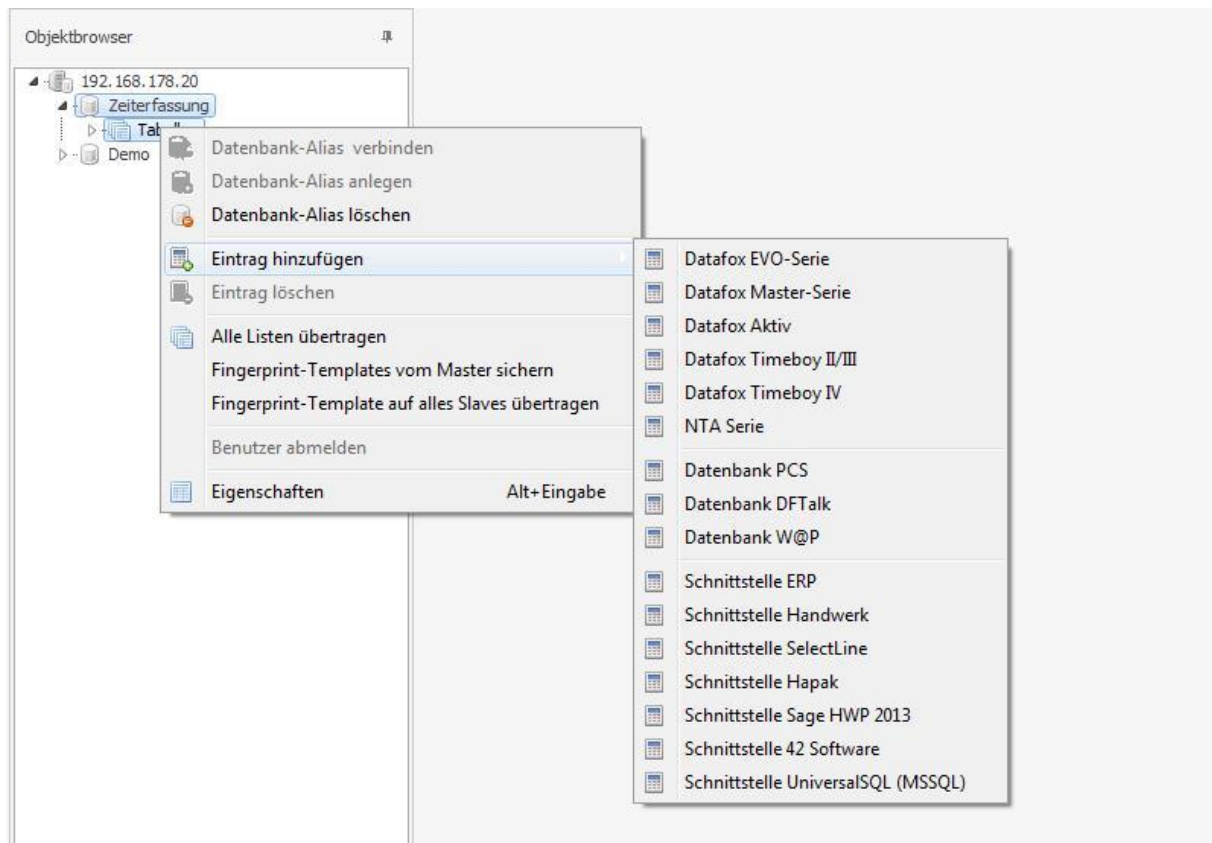 Objektbrowser
192.168.178.20
Zeiterfassung
Demo
Datenbank-Alias verbinden
Datenbank-Alias anlegen
Datenbank-Alias löschen
Eintrag hinzufügen
Eintrag löschen
Alle Listen übertragen
Fingerprint-Templates vom Master sichern
Fingerprint-Template auf alles Slaves übertragen
Benutzer abmelden
Eigenschaften Alt+Eingabe
Datafox EVO-Serie
Datafox Master-Serie
Datafox Aktiv
Datafox Timeboy II/III
Datafox Timeboy IV
NTA Serie
Datenbank PCS
Datenbank DFTalk
Datenbank W@P
Schnittstelle ERP
Schnittstelle Handwerk
Schnittstelle SelectLine
Schnittstelle Hapak
Schnittstelle Sage HWP 2013
Schnittstelle 42 Software
Schnittstelle UniversalSQL (MSSQL)